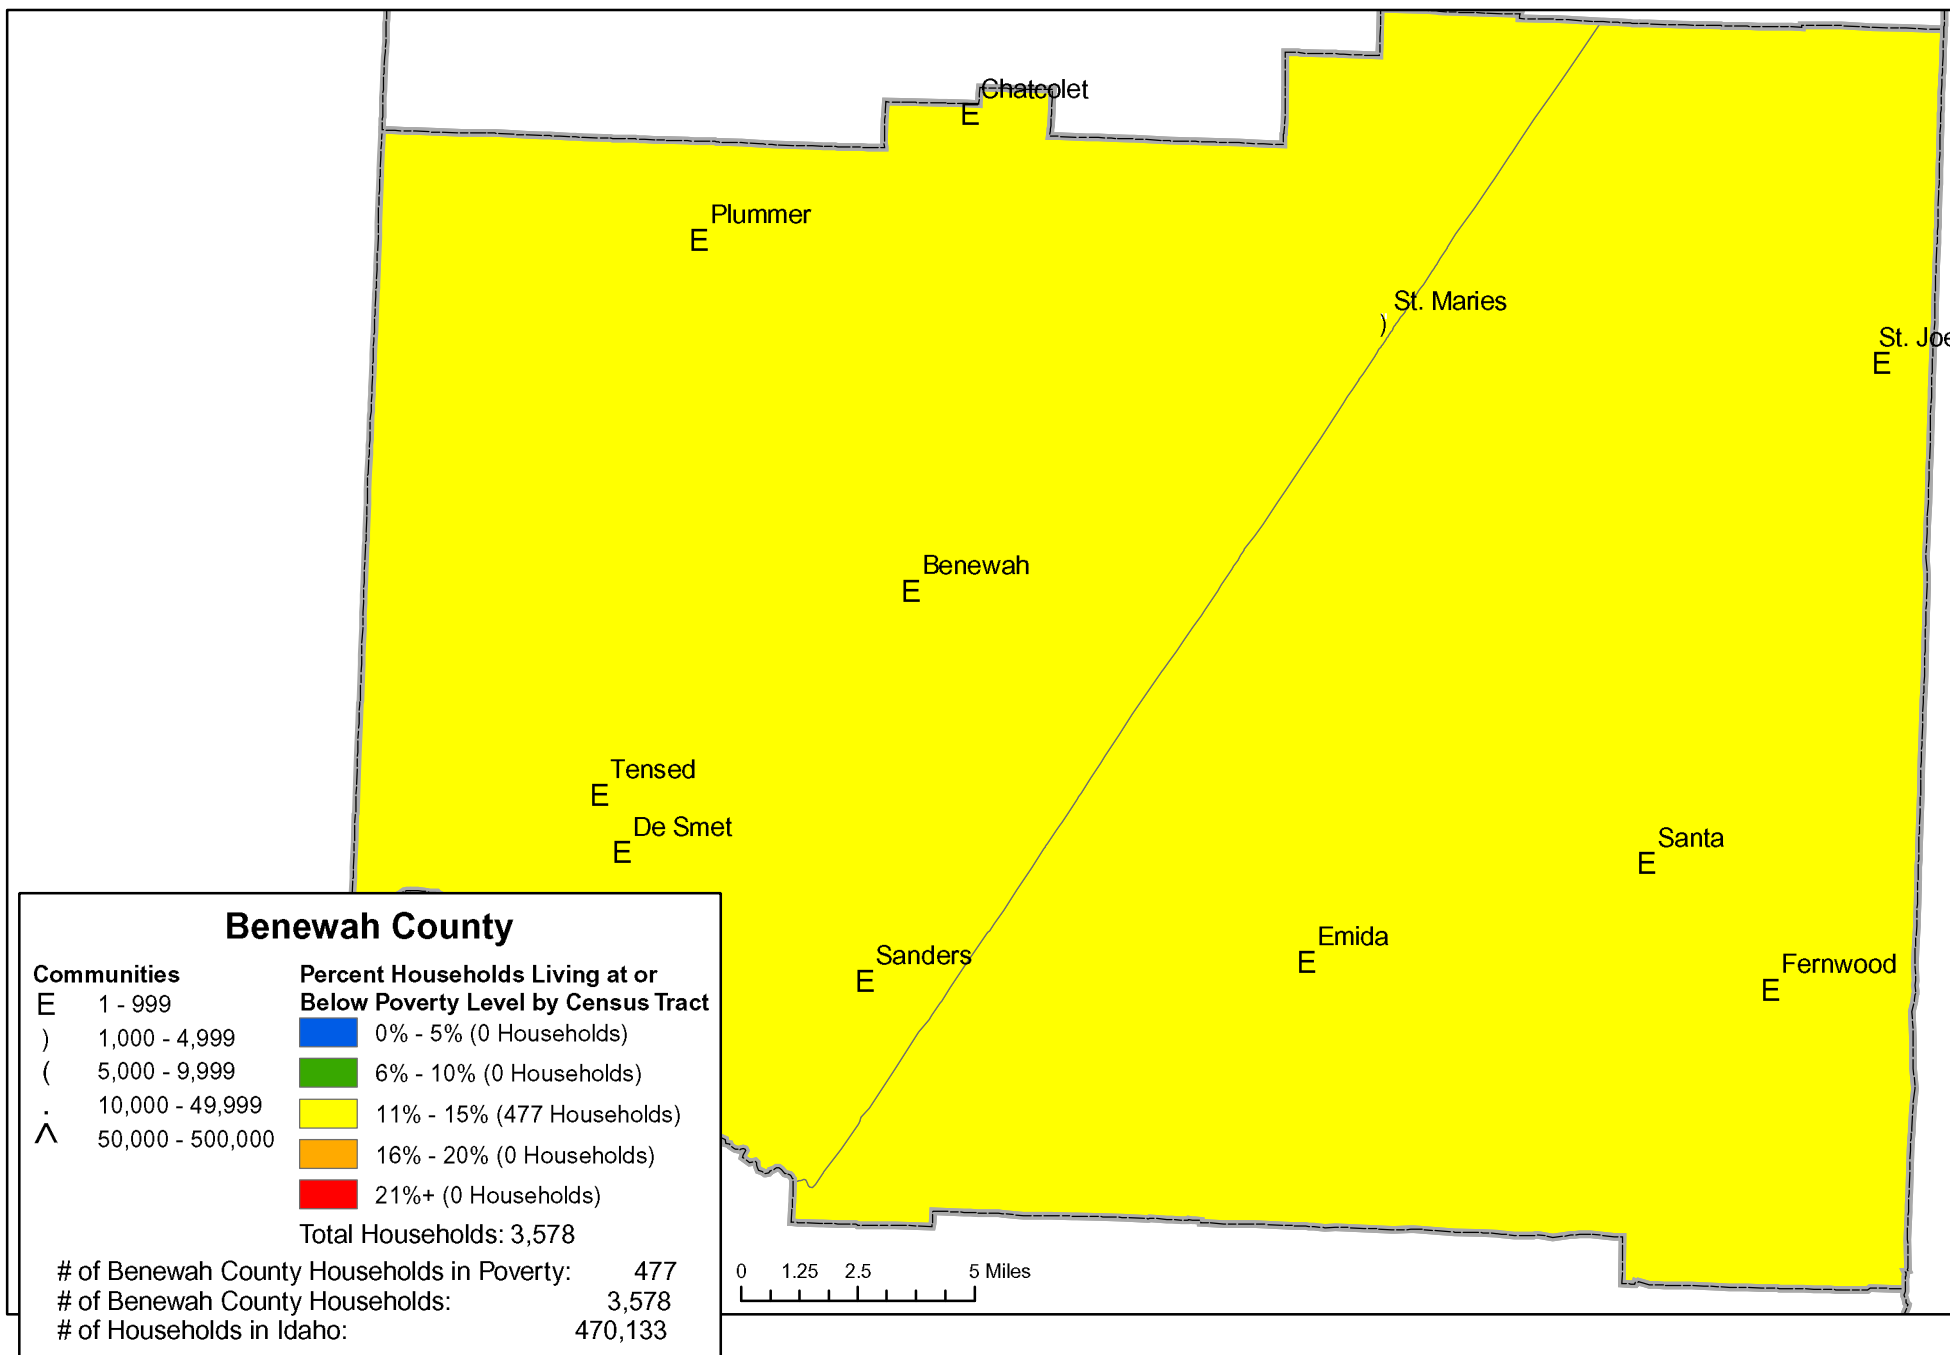 Chatcolet
E
Plummer
E
St. Maries
)
St. Joe
E
Benewah
E
Tensed
E
De Smet
E
Santa
E
Sanders
E
Emida
E
Fernwood
E
Benewah County
Communities
E 1 - 999
) 1,000 - 4,999
( 5,000 - 9,999
. 10,000 - 49,999
^ 50,000 - 500,000
Percent Households Living at or
Below Poverty Level by Census Tract
0% - 5% (0 Households)
6% - 10% (0 Households)
11% - 15% (477 Households)
16% - 20% (0 Households)
21%+ (0 Households)
Total Households: 3,578
# of Benewah County Households in Poverty: 477
# of Benewah County Households: 3,578
# of Households in Idaho: 470,133
0 1.25 2.5 5 Miles